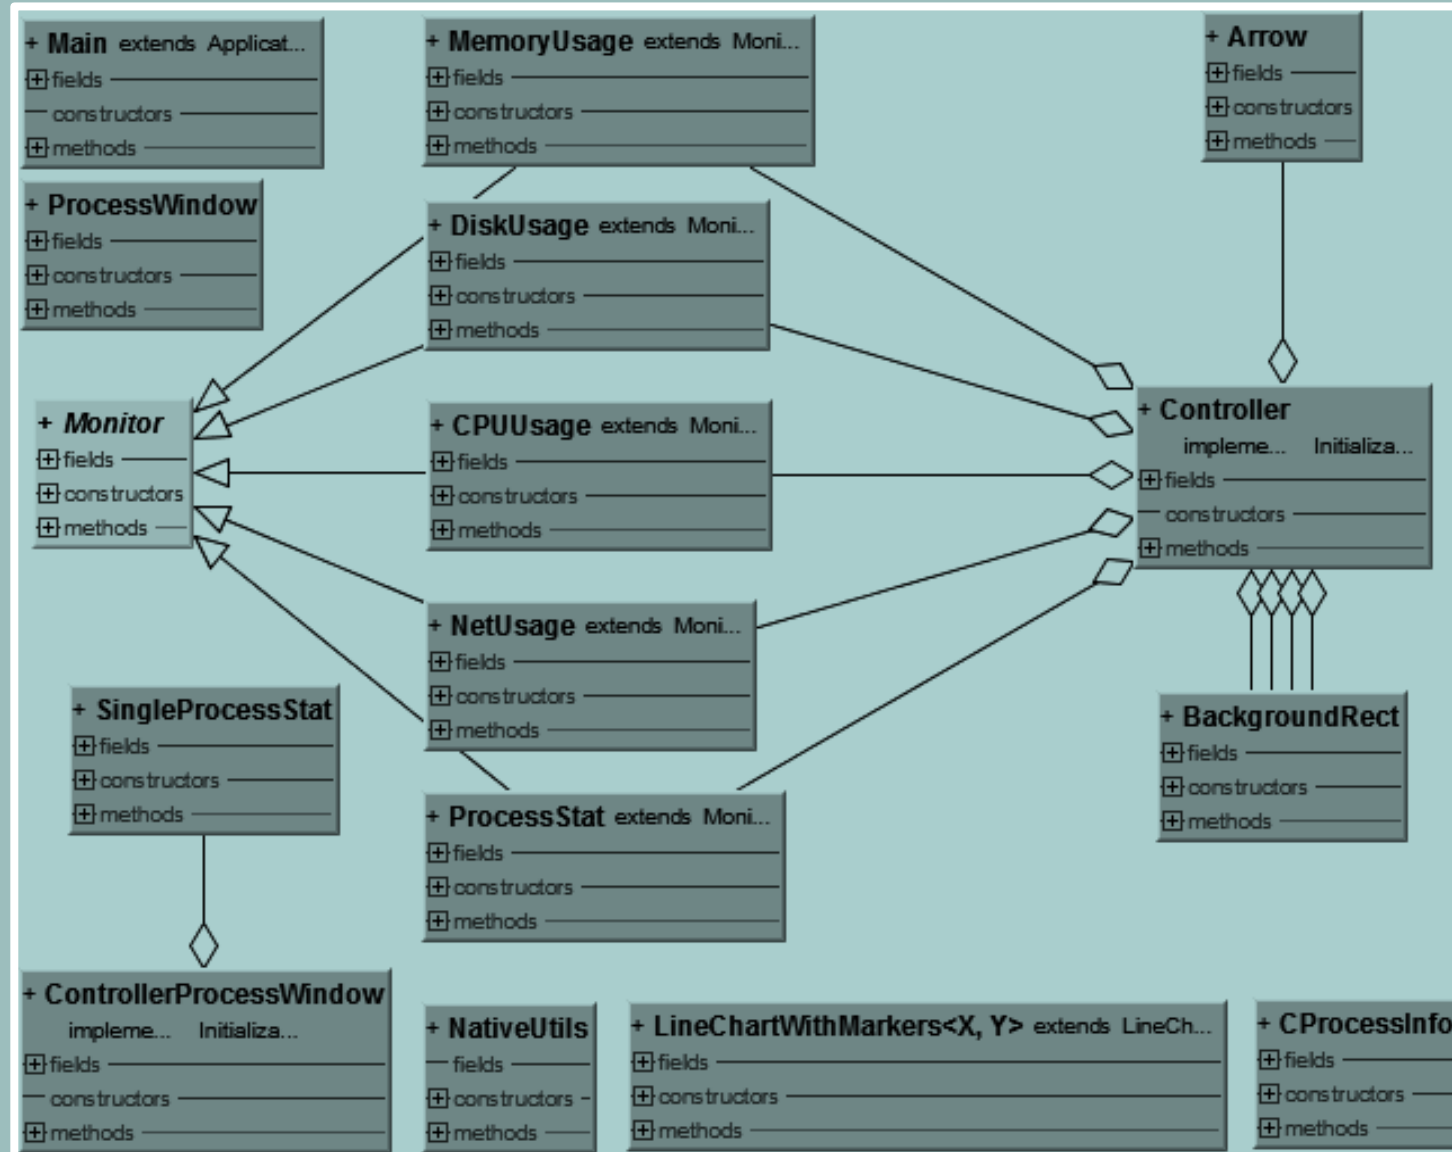 + Main extends Applicat...
fields
constructors
methods
+ MemoryUsage extends Moni...
fields
constructors
methods
+ Arrow
fields
constructors
methods
+ ProcessWindow
fields
constructors
methods
+ DiskUsage extends Moni...
fields
constructors
methods
+ Monitor
fields
constructors
methods
+ CPUUsage extends Moni...
fields
constructors
methods
+ Controller
impleme... Initializa...
fields
constructors
methods
+ NetUsage extends Moni...
fields
constructors
methods
+ SingleProcessStat
fields
constructors
methods
+ BackgroundRect
fields
constructors
methods
+ ProcessStat extends Moni...
fields
constructors
methods
+ ControllerProcessWindow
impleme... Initializa...
fields
constructors
methods
+ NativeUtils
fields
constructors
methods
+ LineChartWithMarkers<X, Y> extends LineCh...
fields
constructors
methods
+ CProcessInfo
fields
constructors
methods